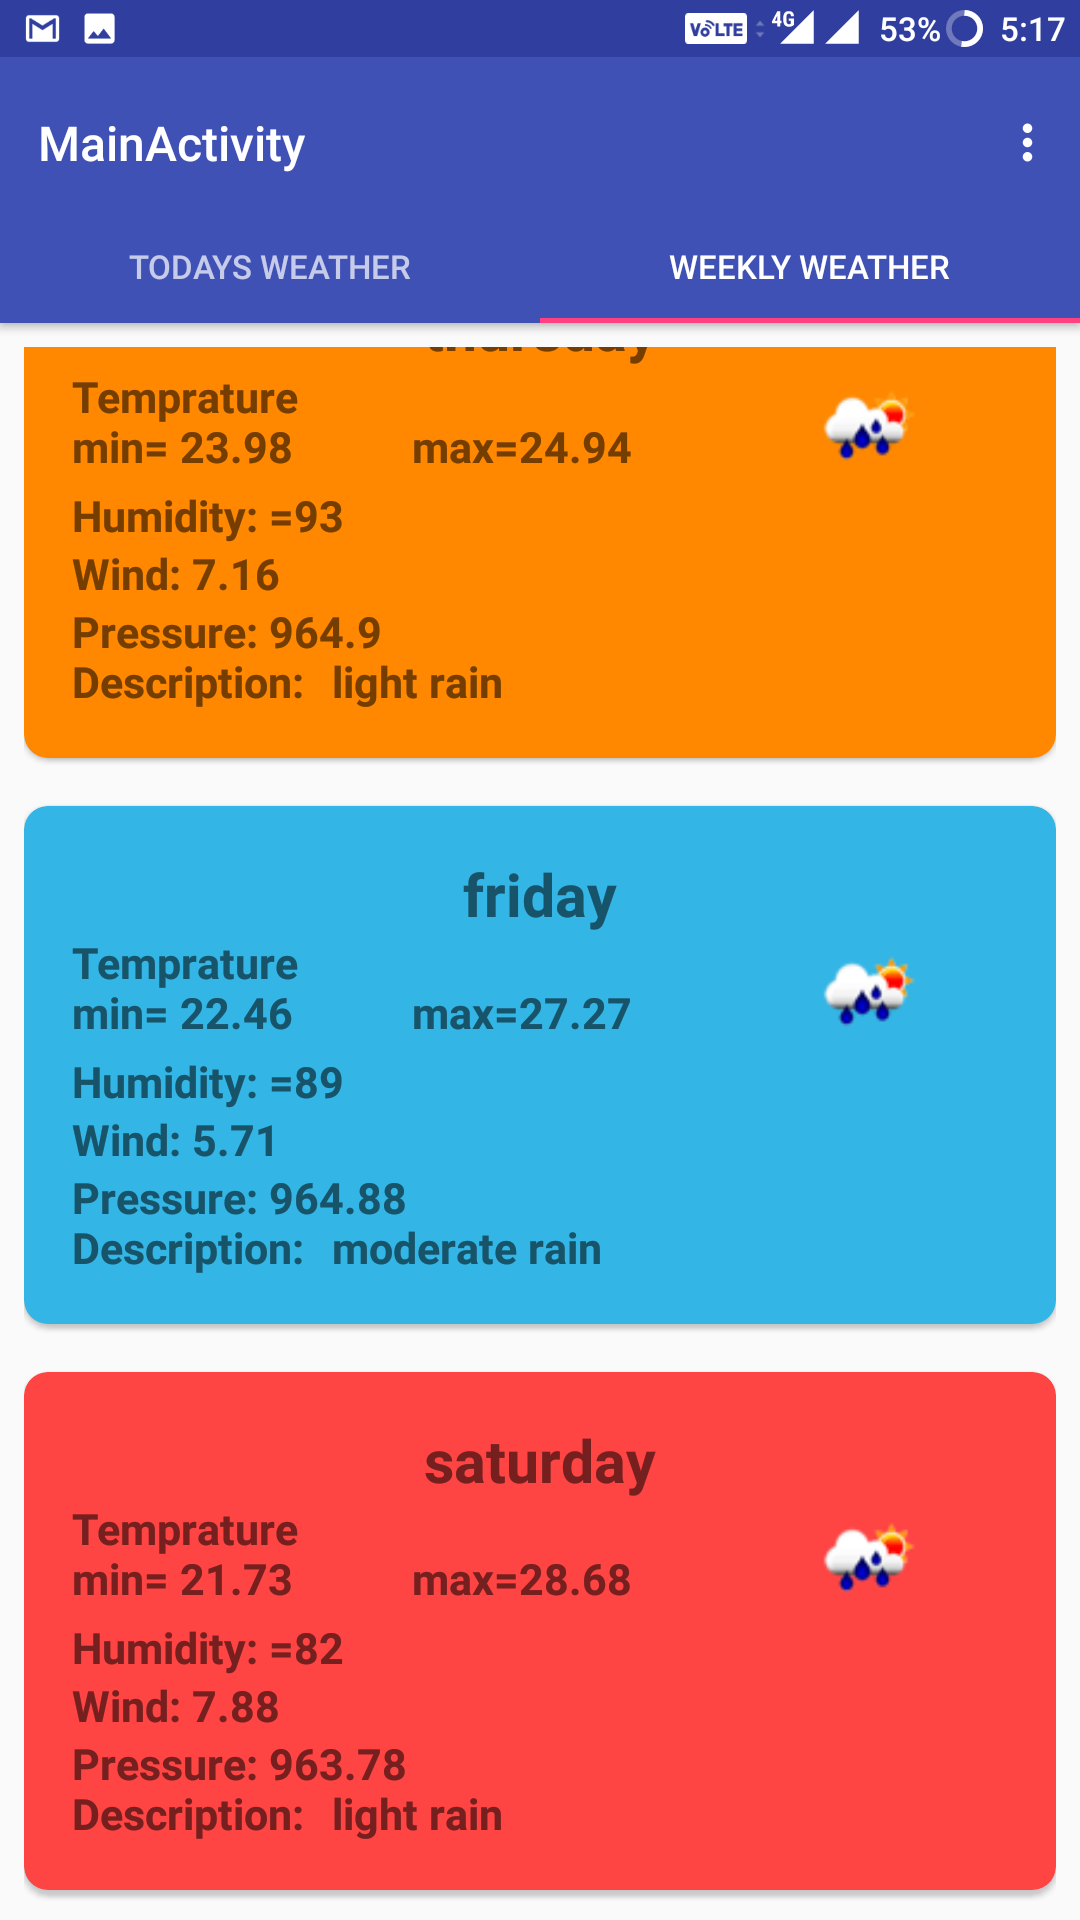 VoLTE 4G 53% 5:17
MainActivity
TODAYS WEATHER WEEKLY WEATHER
thursday
Temprature
min= 23.98 max=24.94
Humidity: =93
Wind: 7.16
Pressure: 964.9
Description: light rain
friday
Temprature
min= 22.46 max=27.27
Humidity: =89
Wind: 5.71
Pressure: 964.88
Description: moderate rain
saturday
Temprature
min= 21.73 max=28.68
Humidity: =82
Wind: 7.88
Pressure: 963.78
Description: light rain